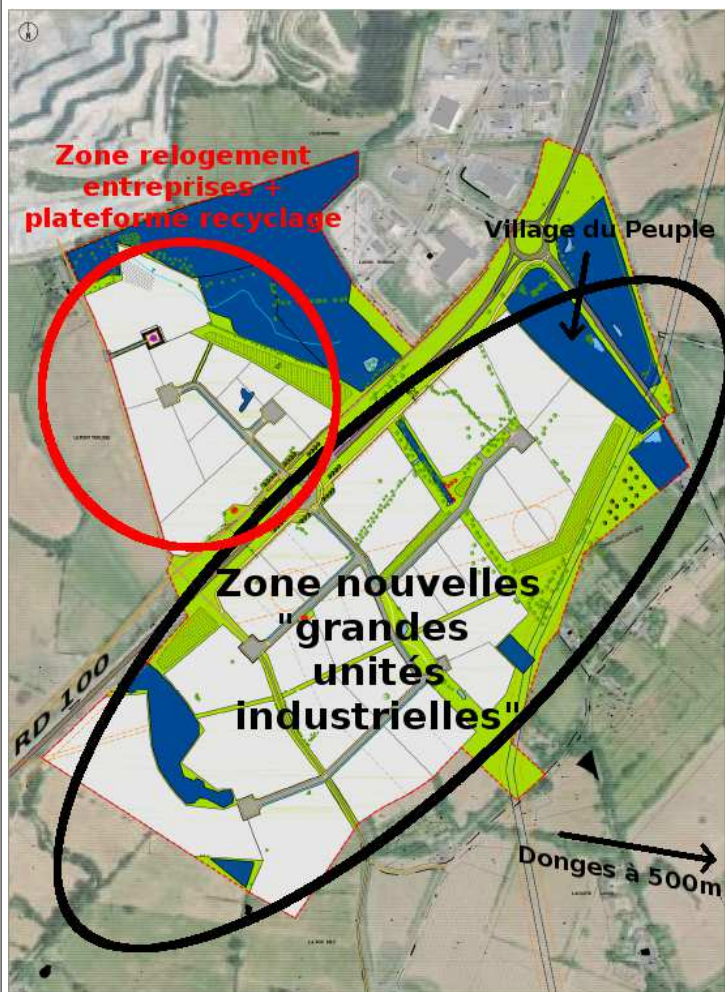 N
Zone relogement
entreprises +
plateforme recyclage
Village du Peuple
Zone nouvelles
"grandes
unités
industrielles"
RD 100
Donges à 500m